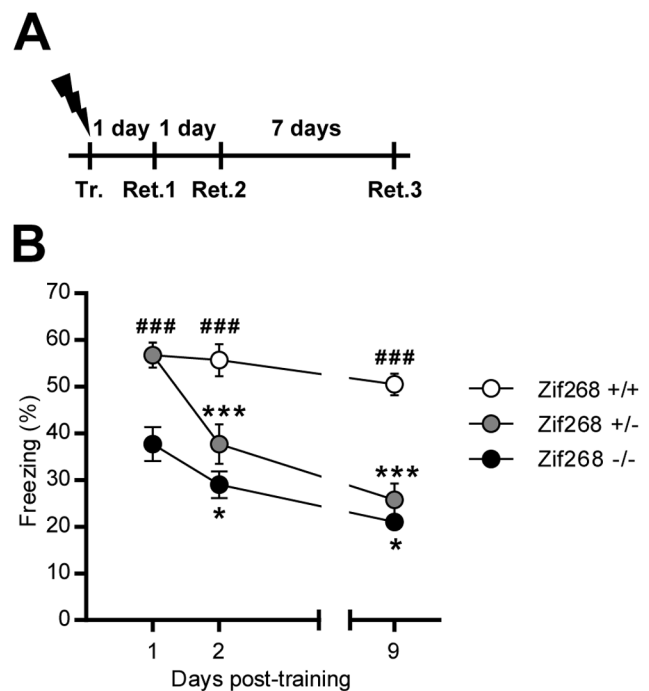 A
1 day 1 day 7 days
Tr. Ret.1 Ret.2 Ret.3
B
70
60
50
40
30
20
10
0
Freezing (%)
### ###
###
***
***
*
*
Zif268 +/+
Zif268 +/-
Zif268 -/-
1 2 9
Days post-training